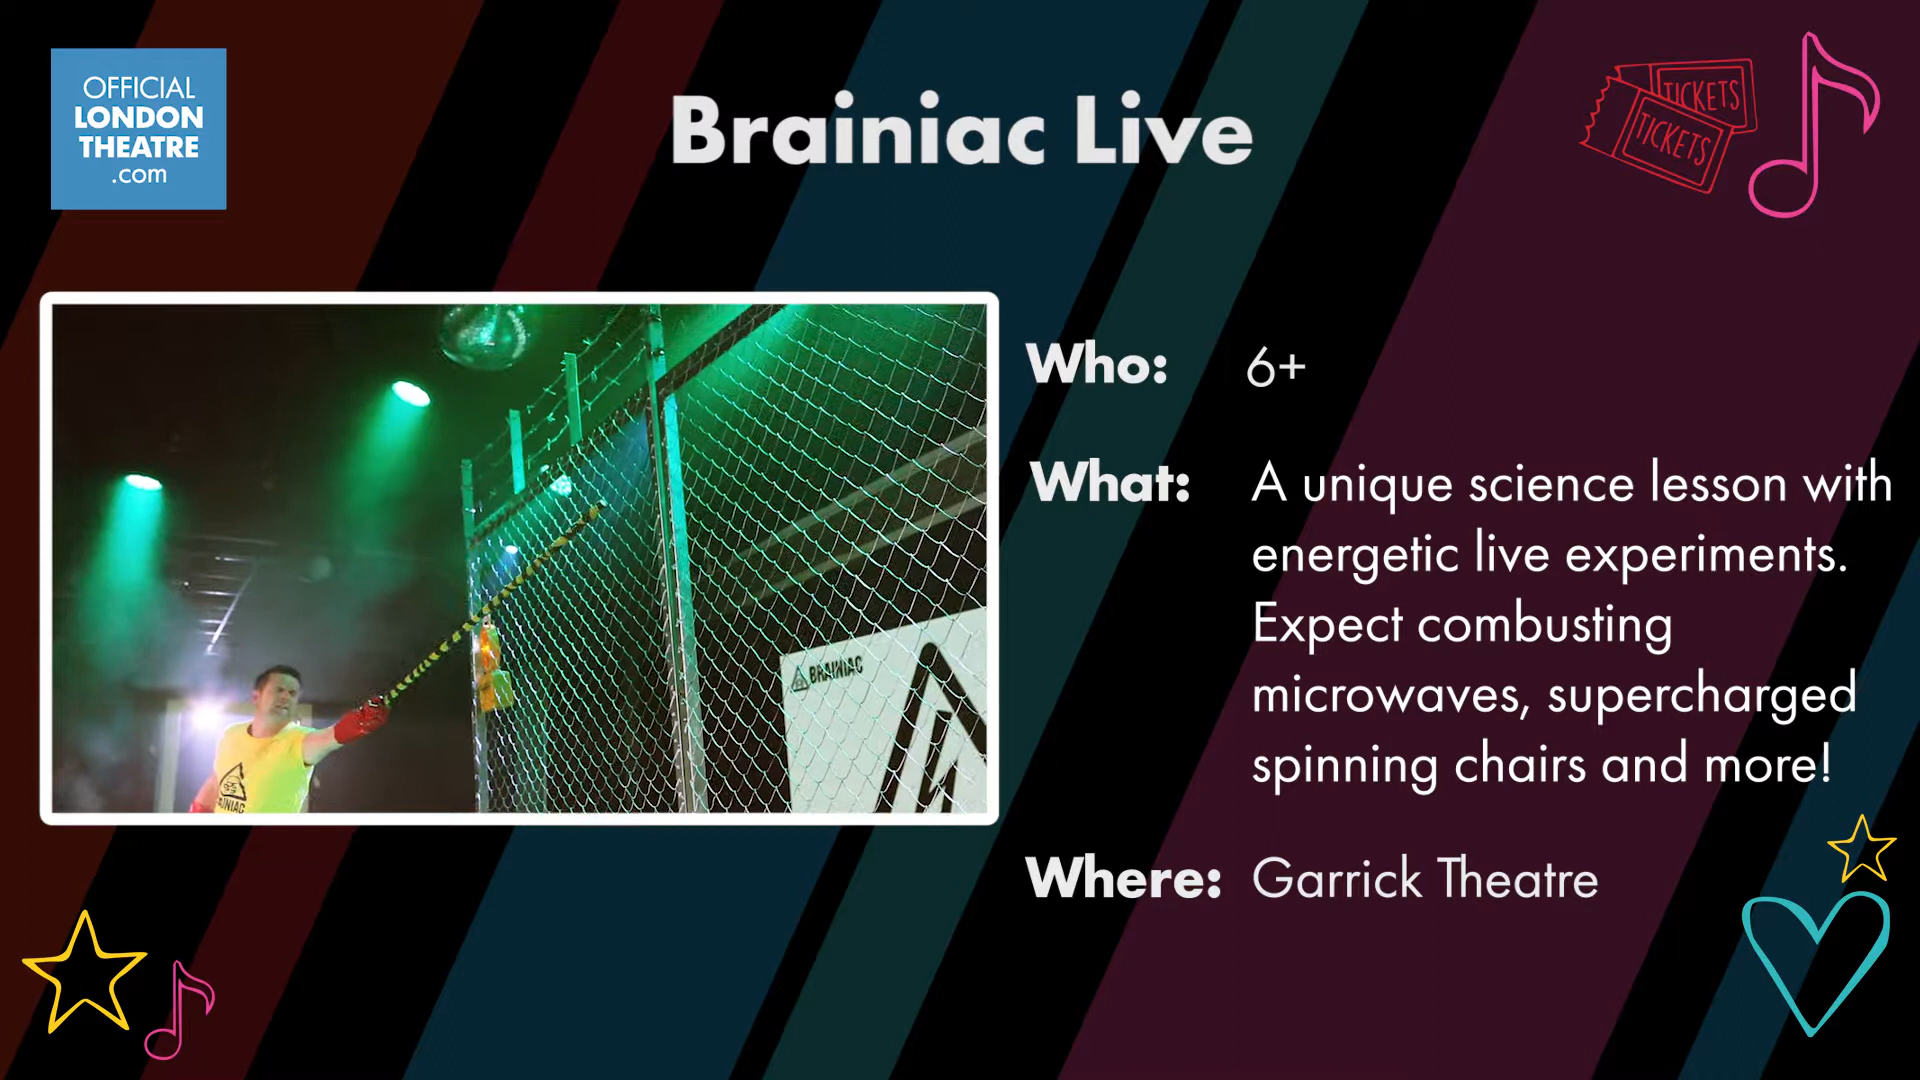 OFFICIAL
LONDON
THEATRE
.com
Brainiac Live
TICKETS
TICKETS
Who: 6+
What: A unique science lesson with
energetic live experiments.
Expect combusting
microwaves, supercharged
spinning chairs and more!
Where: Garrick Theatre
BRAINIAC